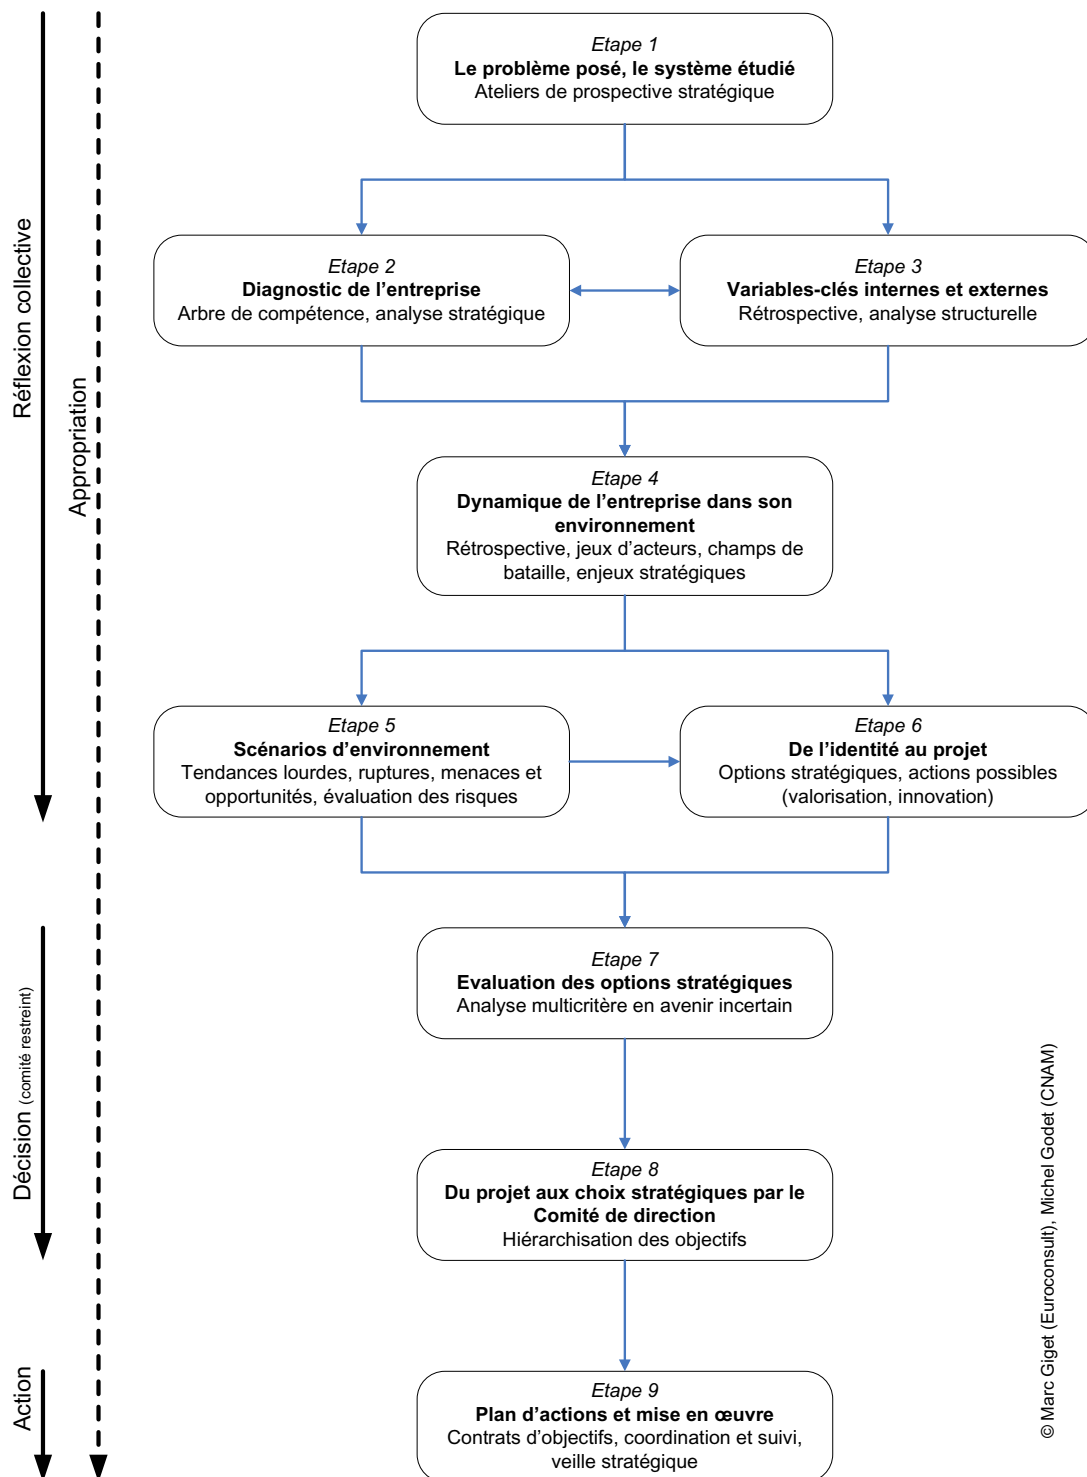 Etape 1
Le problème posé, le système étudié
Ateliers de prospective stratégique
Etape 2
Diagnostic de l’entreprise
Arbre de compétence, analyse stratégique
Etape 3
Variables-clés internes et externes
Rétrospective, analyse structurelle
Etape 4
Dynamique de l’entreprise dans son
environnement
Rétrospective, jeux d’acteurs, champs de
bataille, enjeux stratégiques
Etape 5
Scénarios d’environnement
Tendances lourdes, ruptures, menaces et
opportunités, évaluation des risques
Etape 6
De l’identité au projet
Options stratégiques, actions possibles
(valorisation, innovation)
Etape 7
Evaluation des options stratégiques
Analyse multicritère en avenir incertain
Etape 8
Du projet aux choix stratégiques par le
Comité de direction
Hiérarchisation des objectifs
Etape 9
Plan d’actions et mise en œuvre
Contrats d’objectifs, coordination et suivi,
veille stratégique
Réflexion collective
Appropriation
Décision (comité restreint)
Action
© Marc Giget (Euroconsult), Michel Godet (CNAM)